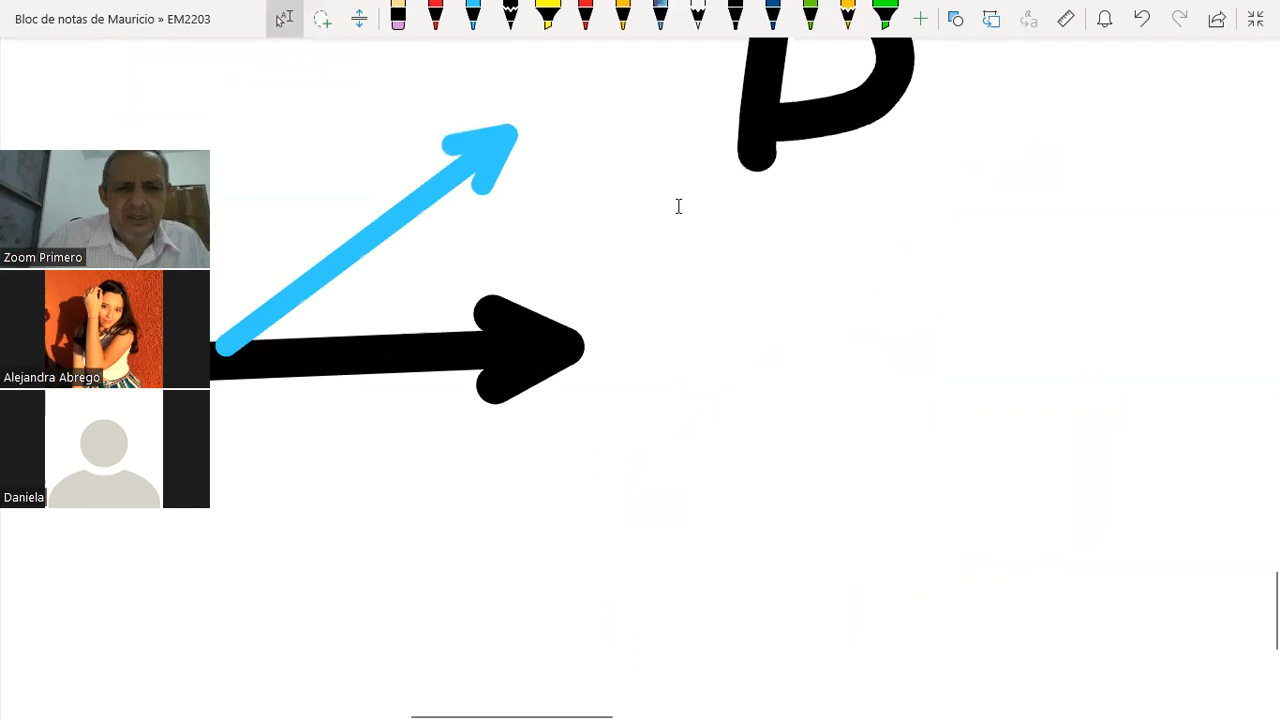 Bloc de notas de Mauricio » EM2203
Zoom Primero
Alejandra Abrego
Daniela